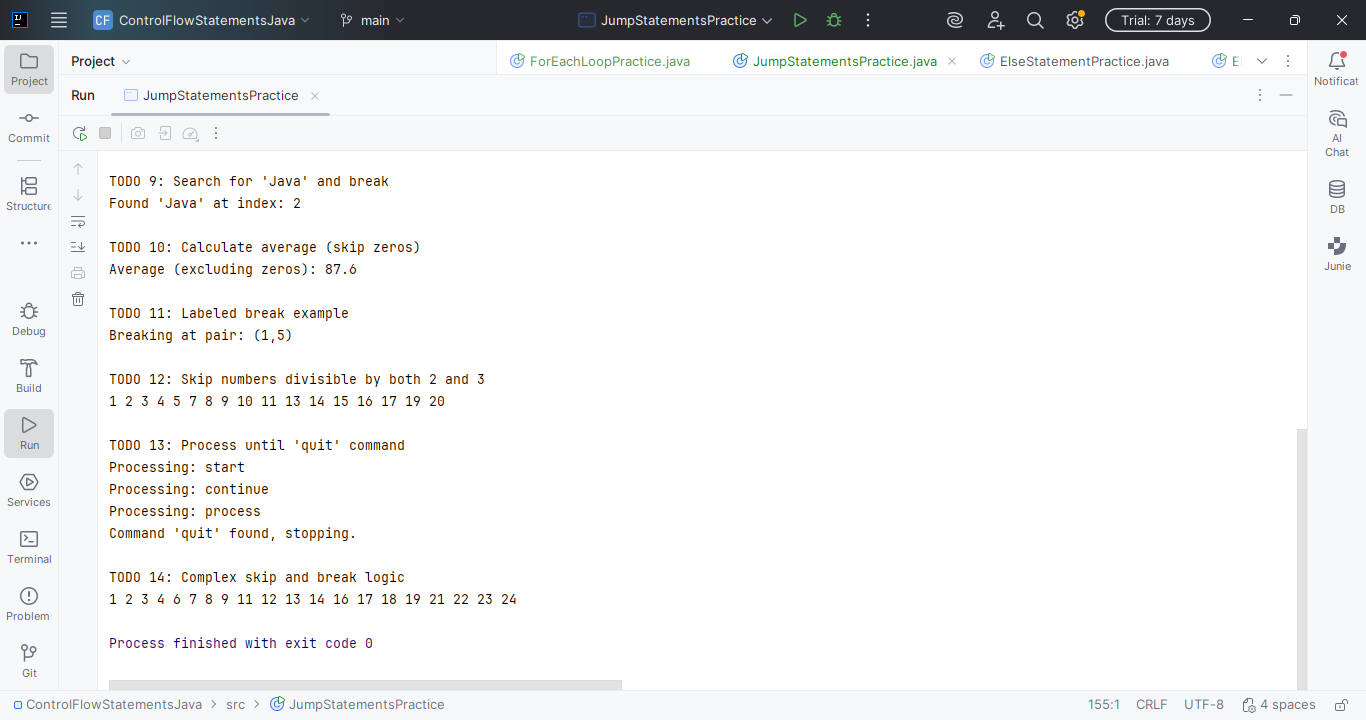 CF ControlFlowStatementsJava main JumpStatementsPractice Trial: 7 days
Project Project ForEachLoopPractice.java JumpStatementsPractice.java ElseStatementPractice.java El
Notificat
Run JumpStatementsPractice
Commit
AI Chat
Structure
DB
Junie
Debug
Build
Run
Services
Terminal
Problem
Git
TODO 9: Search for 'Java' and break
Found 'Java' at index: 2
TODO 10: Calculate average (skip zeros)
Average (excluding zeros): 87.6
TODO 11: Labeled break example
Breaking at pair: (1,5)
TODO 12: Skip numbers divisible by both 2 and 3
1 2 3 4 5 7 8 9 10 11 13 14 15 16 17 19 20
TODO 13: Process until 'quit' command
Processing: start
Processing: continue
Processing: process
Command 'quit' found, stopping.
TODO 14: Complex skip and break logic
1 2 3 4 6 7 8 9 11 12 13 14 16 17 18 19 21 22 23 24
Process finished with exit code 0
ControlFlowStatementsJava src JumpStatementsPractice 155:1 CRLF UTF-8 4 spaces